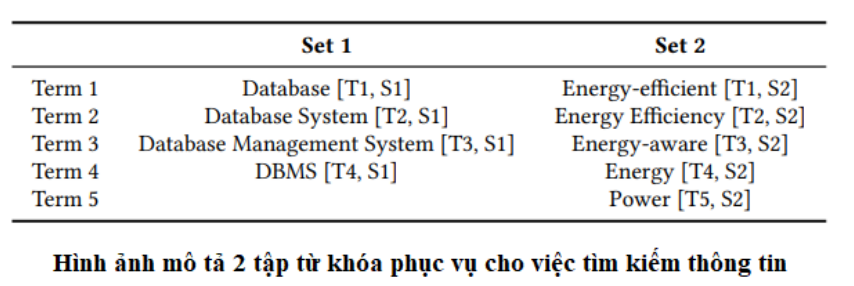 Set 1 Set 2
Term 1 Database [T1, S1] Energy-efficient [T1, S2]
Term 2 Database System [T2, S1] Energy Efficiency [T2, S2]
Term 3 Database Management System [T3, S1] Energy-aware [T3, S2]
Term 4 DBMS [T4, S1] Energy [T4, S2]
Term 5 Power [T5, S2]
Hình ảnh mô tả 2 tập từ khóa phục vụ cho việc tìm kiếm thông tin